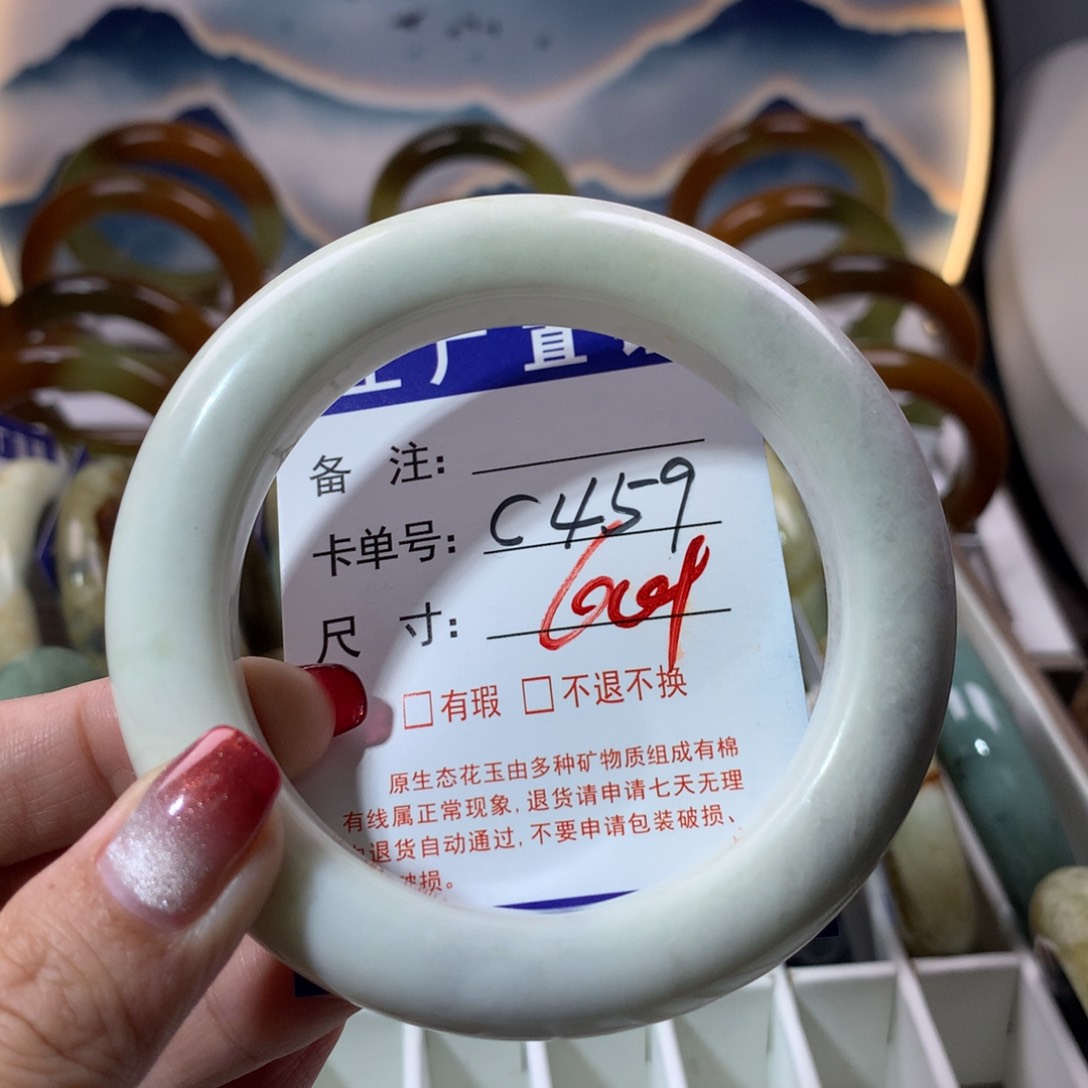 厂直
备 注:
卡单号: C459
尺 寸:
□有瑕 □不退不换
原生态花玉由多种矿物质组成有棉
有线属正常现象,退货请申请七天无理
由退货自动通过,不要申请包装破损、
破损。